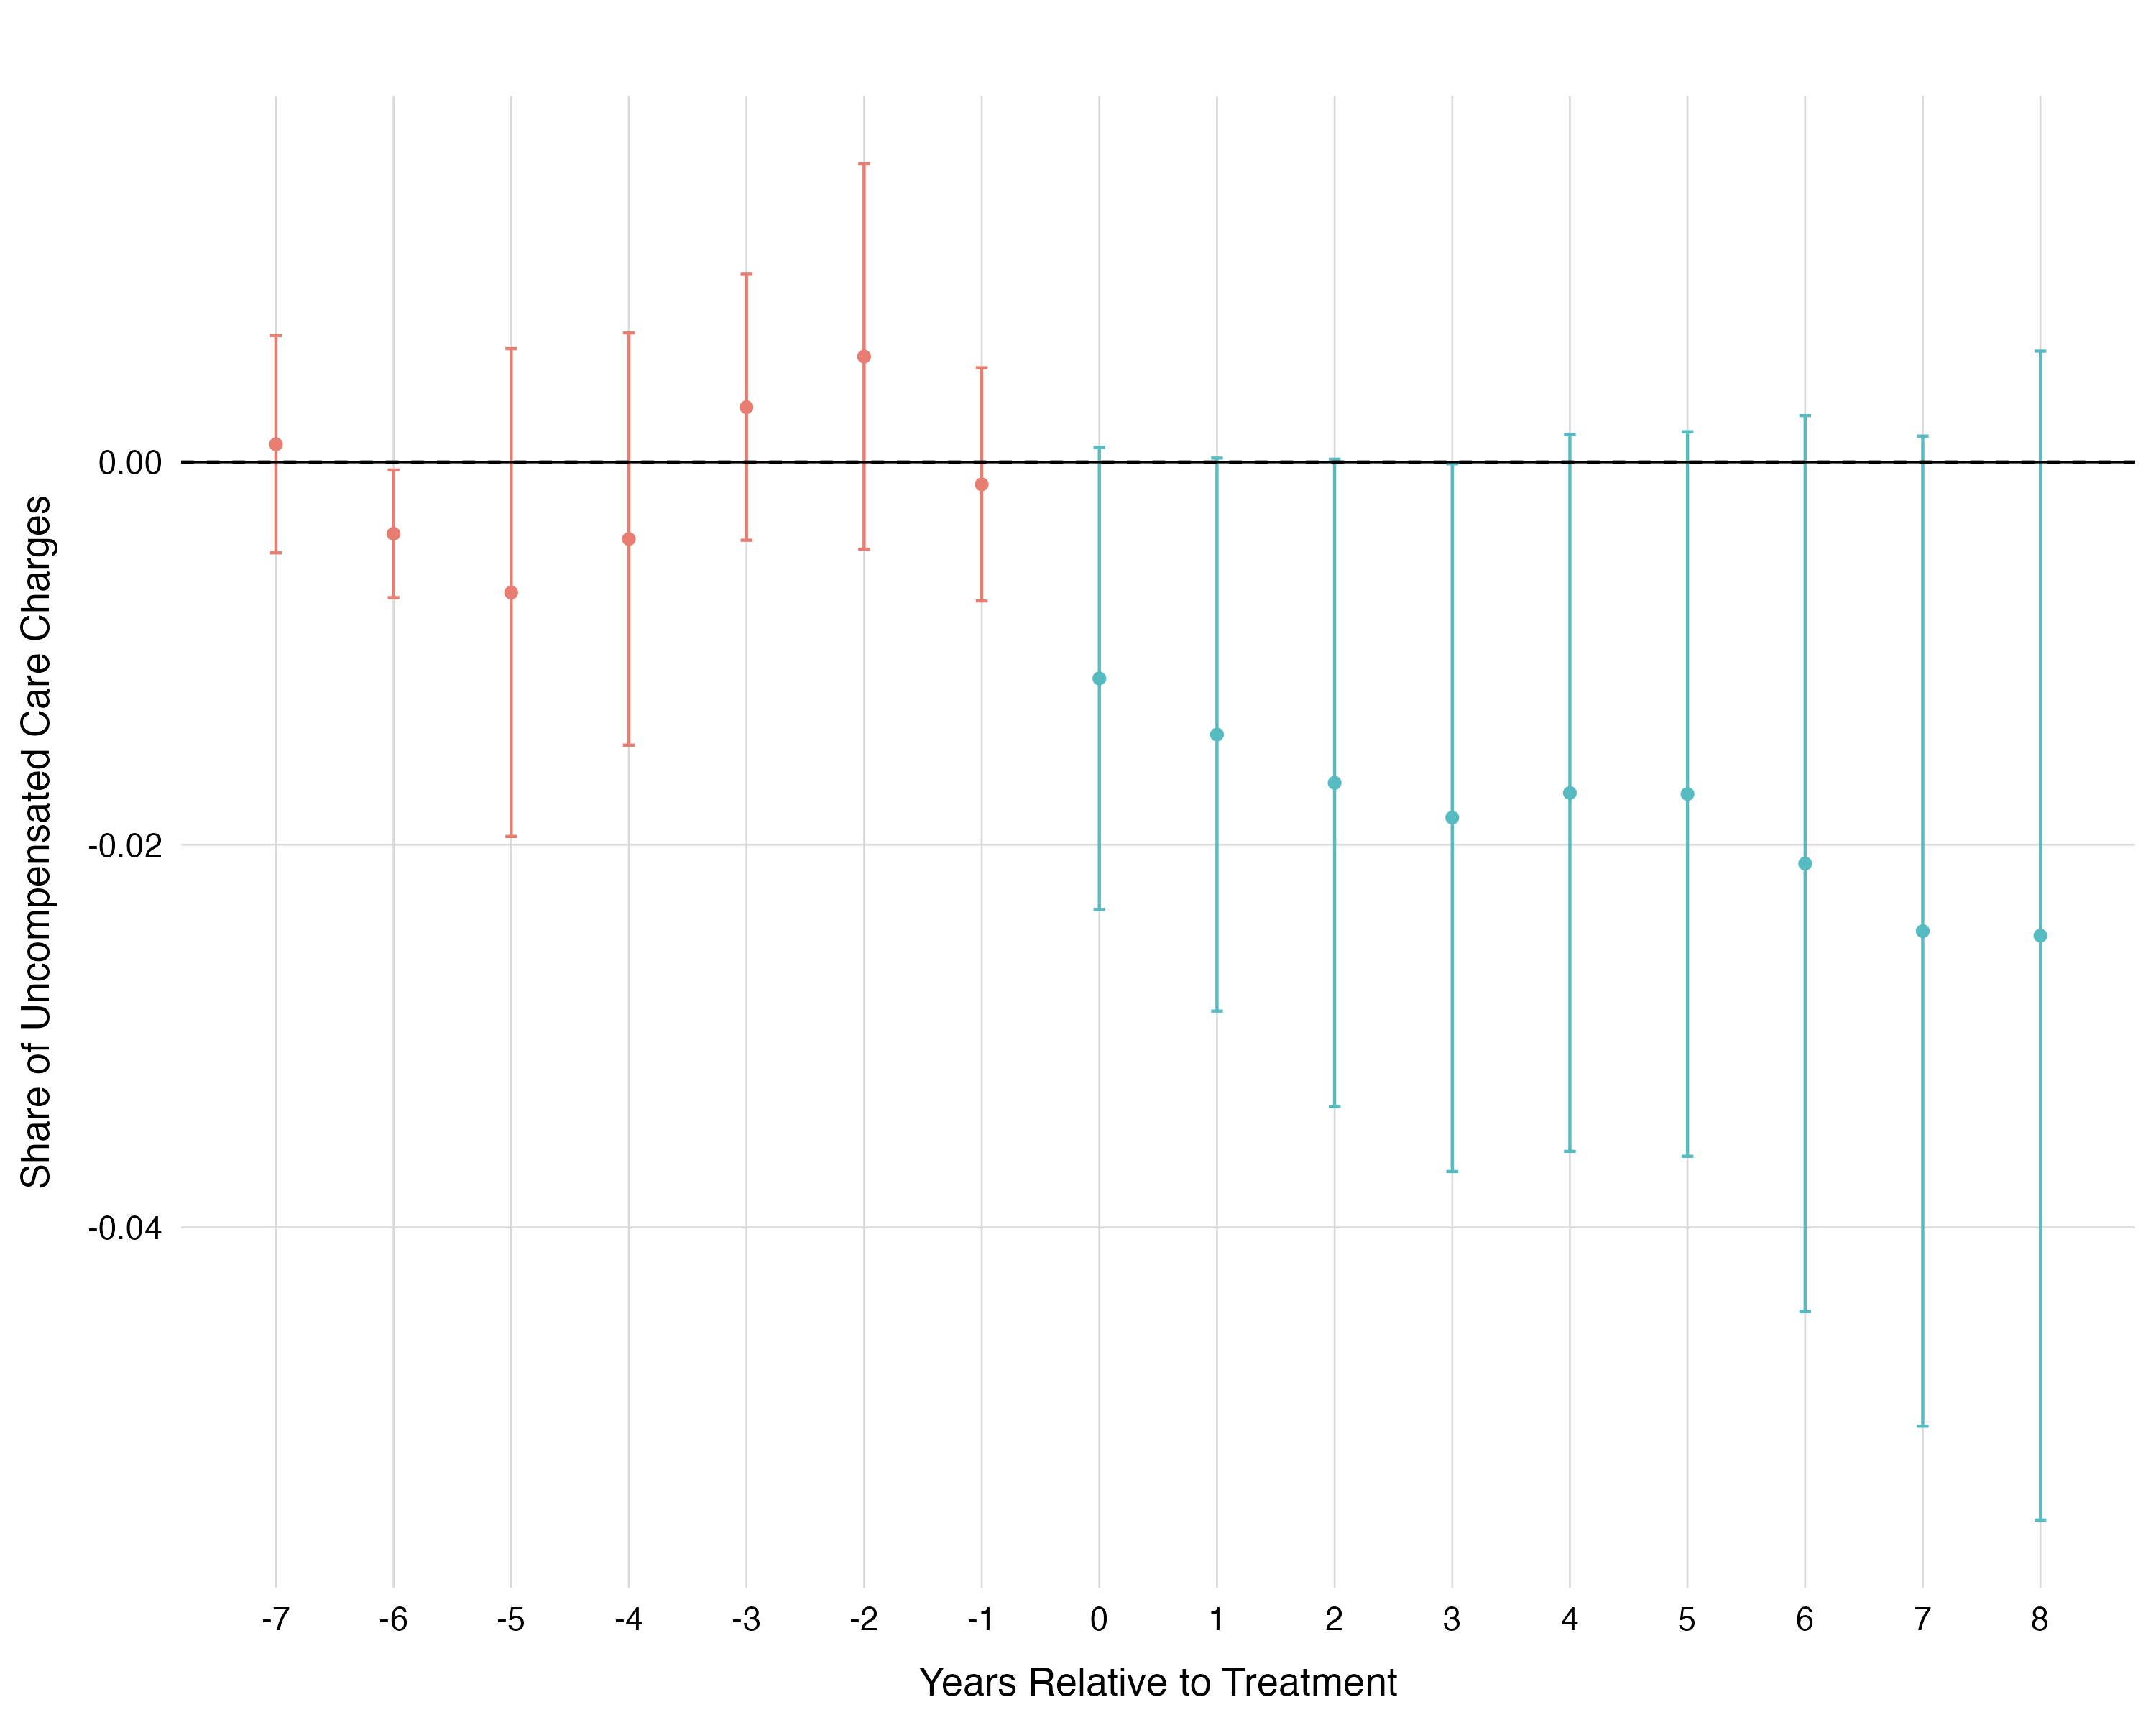 Share of Uncompensated Care Charges
0.00
-0.02
-0.04
-7 -6 -5 -4 -3 -2 -1 0 1 2 3 4 5 6 7 8
Years Relative to Treatment